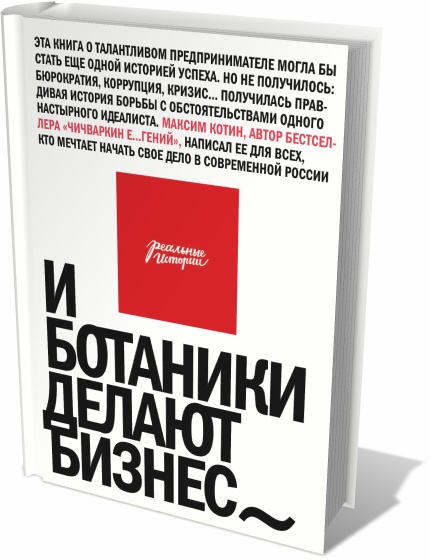 ЭТА КНИГА О ТАЛАНТЛИВОМ ПРЕДПРИНИМАТЕЛЕ МОГЛА БЫ
СТАТЬ ЕЩЕ ОДНОЙ ИСТОРИЕЙ УСПЕХА. НО НЕ ПОЛУЧИЛОСЬ:
БЮРОКРАТИЯ, КОРРУПЦИЯ, КРИЗИС... ПОЛУЧИЛАСЬ ПРАВ-
ДИВАЯ ИСТОРИЯ БОРЬБЫ С ОБСТОЯТЕЛЬСТВАМИ ОДНОГО
НАСТЫРНОГО ИДЕАЛИСТА. МАКСИМ КОТИН, АВТОР БЕСТСЕЛ-
ЛЕРА «ЧИЧВАРКИН Е...ГЕНИЙ», НАПИСАЛ ЕЕ ДЛЯ ВСЕХ,
КТО МЕЧТАЕТ НАЧАТЬ СВОЕ ДЕЛО В СОВРЕМЕННОЙ РОССИИ
реальные
истории
И
БОТАНИКИ
ДЕЛАЮТ
БИЗНЕС~